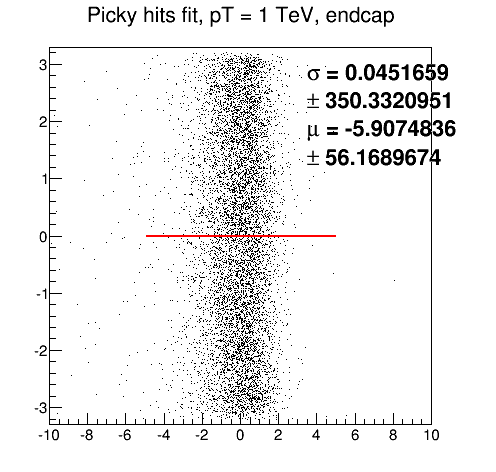 Picky hits fit, pT = 1 TeV, endcap
σ = 0.0451659
± 350.3320951
μ = -5.9074836
± 56.1689674
3
2
1
0
-1
-2
-3
-10 -8 -6 -4 -2 0 2 4 6 8 10